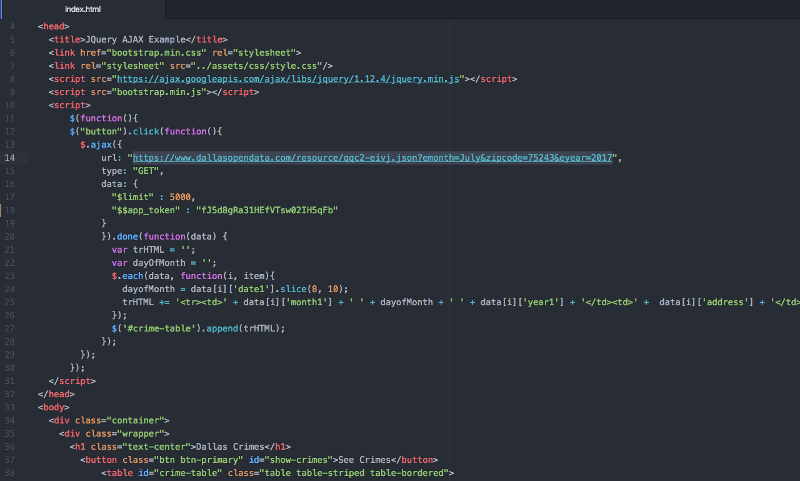 index.html
4 <head>
5 <title>JQuery AJAX Example</title>
6 <link href="bootstrap.min.css" rel="stylesheet">
7 <link rel="stylesheet" src="../assets/css/style.css"/>
8 <script src="https://ajax.googleapis.com/ajax/libs/jquery/1.12.4/jquery.min.js"></script>
9 <script src="bootstrap.min.js"></script>
10 <script>
11 $(function(){
12 $("button").click(function(){
13 $.ajax({
14 url: "https://www.dallasopendata.com/resource/qqc2-eivj.json?emonth=July&zipcode=75243&eyear=2017",
15 type: "GET",
16 data: {
17 "$limit" : 5000,
18 "$$app_token" : "fJ5dBgRa31HEfVTsw02IH5qFb"
19 }
20 }).done(function(data) {
21 var trHTML = '';
22 var dayOfMonth = '';
23 $.each(data, function(i, item){
24 dayofMonth = data[i]['date1'].slice(8, 10);
25 trHTML += '<tr><td>' + data[i]['month1'] + ' ' + dayofMonth + ' ' + data[i]['year1'] + '</td><td>' + data[i]['address'] + '</td>
26 });
27 $('#crime-table').append(trHTML);
28 });
29 });
30 });
31 </script>
32 </head>
33 <body>
34 <div class="container">
35 <div class="wrapper">
36 <h1 class="text-center">Dallas Crimes</h1>
37 <button class="btn btn-primary" id="show-crimes">See Crimes</button>
38 <table id="crime-table" class="table table-striped table-bordered">